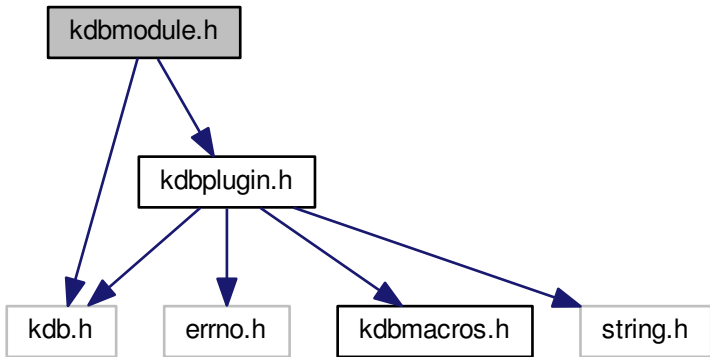 kdbmodule.h
kdbplugin.h
kdb.h
errno.h
kdbmacros.h
string.h